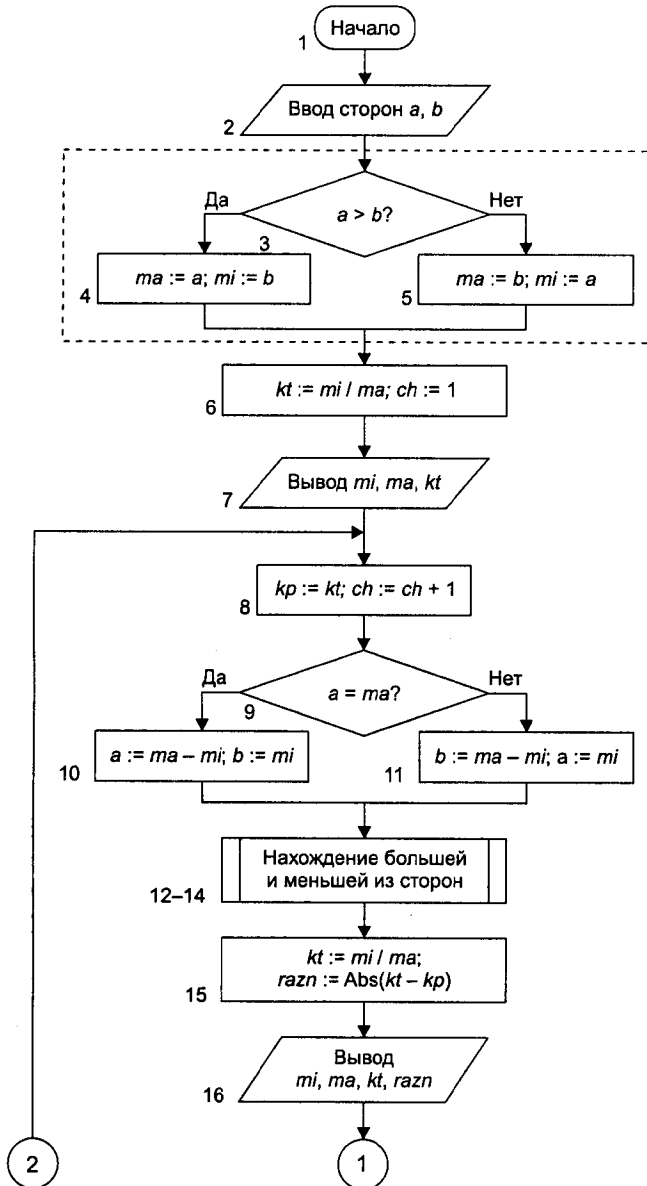 Начало
1
Ввод сторон a, b
2
Да
Нет
a > b?
3
ma := a; mi := b
4
ma := b; mi := a
5
kt := mi / ma; ch := 1
6
Вывод mi, ma, kt
7
kp := kt; ch := ch + 1
8
Да
Нет
a = ma?
9
a := ma – mi; b := mi
10
b := ma – mi; a := mi
11
Нахождение большей
и меньшей из сторон
12–14
kt := mi / ma;
razn := Abs(kt – kp)
15
Вывод
mi, ma, kt, razn
16
2
1